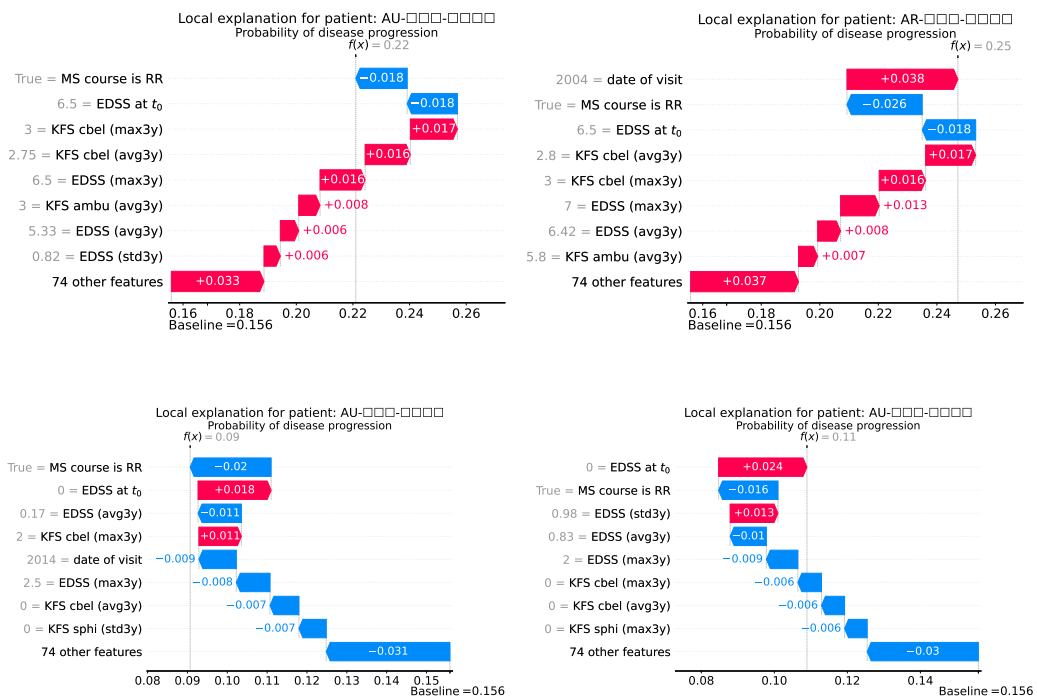 Local explanation for patient: AU-□□□-□□□□
Probability of disease progression
f(x) = 0.22
True = MS course is RR
−0.018
6.5 = EDSS at t0
−0.018
3 = KFS cbel (max3y)
+0.017
2.75 = KFS cbel (avg3y)
+0.016
6.5 = EDSS (max3y)
+0.016
3 = KFS ambu (avg3y)
+0.008
5.33 = EDSS (avg3y)
+0.006
0.82 = EDSS (std3y)
+0.006
74 other features
+0.033
0.16 0.18 0.20 0.22 0.24 0.26
Baseline =0.156
Local explanation for patient: AR-□□□-□□□□
Probability of disease progression
f(x) = 0.25
2004 = date of visit
+0.038
True = MS course is RR
−0.026
6.5 = EDSS at t0
−0.018
2.8 = KFS cbel (avg3y)
+0.017
3 = KFS cbel (max3y)
+0.016
7 = EDSS (max3y)
+0.013
6.42 = EDSS (avg3y)
+0.008
5.8 = KFS ambu (avg3y)
+0.007
74 other features
+0.037
0.16 0.18 0.20 0.22 0.24 0.26
Baseline =0.156
Local explanation for patient: AU-□□□-□□□□
Probability of disease progression
f(x) = 0.09
True = MS course is RR
−0.02
0 = EDSS at t0
+0.018
0.17 = EDSS (avg3y)
−0.011
2 = KFS cbel (max3y)
+0.011
2014 = date of visit
−0.009
2.5 = EDSS (max3y)
−0.008
0 = KFS cbel (avg3y)
−0.007
0 = KFS sphi (std3y)
−0.007
74 other features
−0.031
0.08 0.09 0.10 0.11 0.12 0.13 0.14 0.15
Baseline =0.156
Local explanation for patient: AU-□□□-□□□□
Probability of disease progression
f(x) = 0.11
0 = EDSS at t0
+0.024
True = MS course is RR
−0.016
0.98 = EDSS (std3y)
+0.013
0.83 = EDSS (avg3y)
−0.01
2 = EDSS (max3y)
−0.009
0 = KFS cbel (max3y)
−0.006
0 = KFS cbel (avg3y)
−0.006
0 = KFS sphi (max3y)
−0.006
74 other features
−0.03
0.08 0.10 0.12 0.14
Baseline =0.156